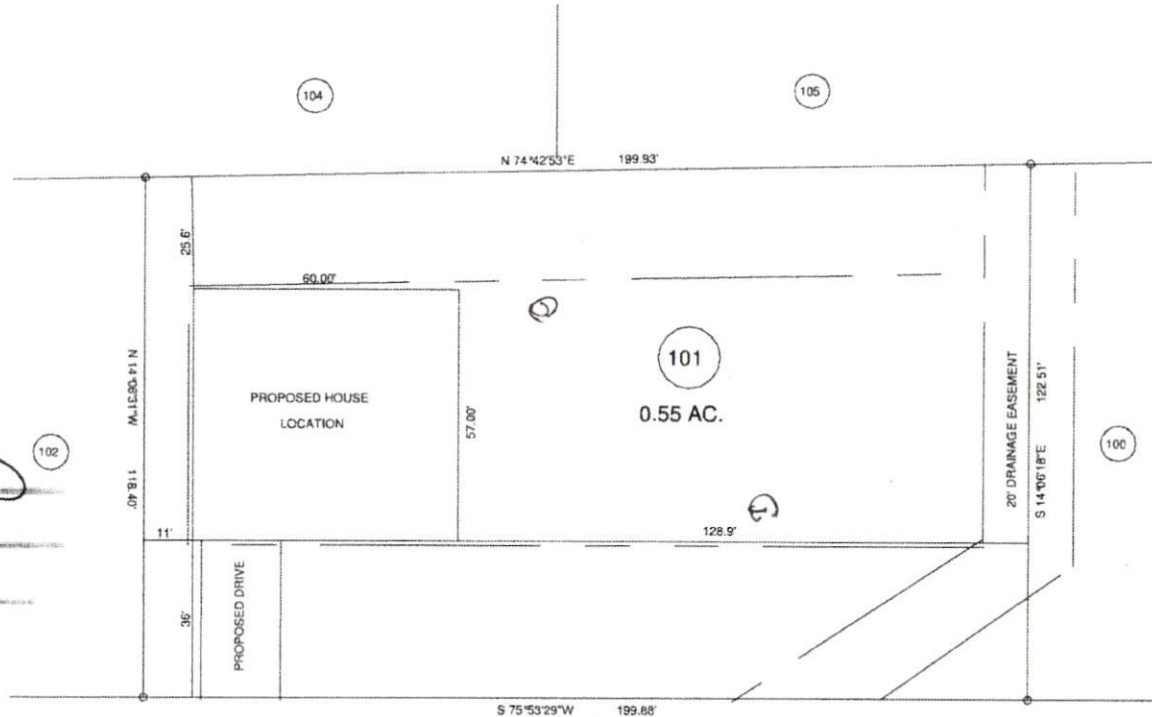 104
105
N 74°42'53"E 199.93'
25.6'
60.00'
101
0.55 AC.
PROPOSED HOUSE
LOCATION
57.00'
N 14°08'31"W 118.40'
102
20' DRAINAGE EASEMENT
S 14°06'18"E 122.51'
100
11'
128.9'
36'
PROPOSED DRIVE
S 75°53'29"W 199.88'